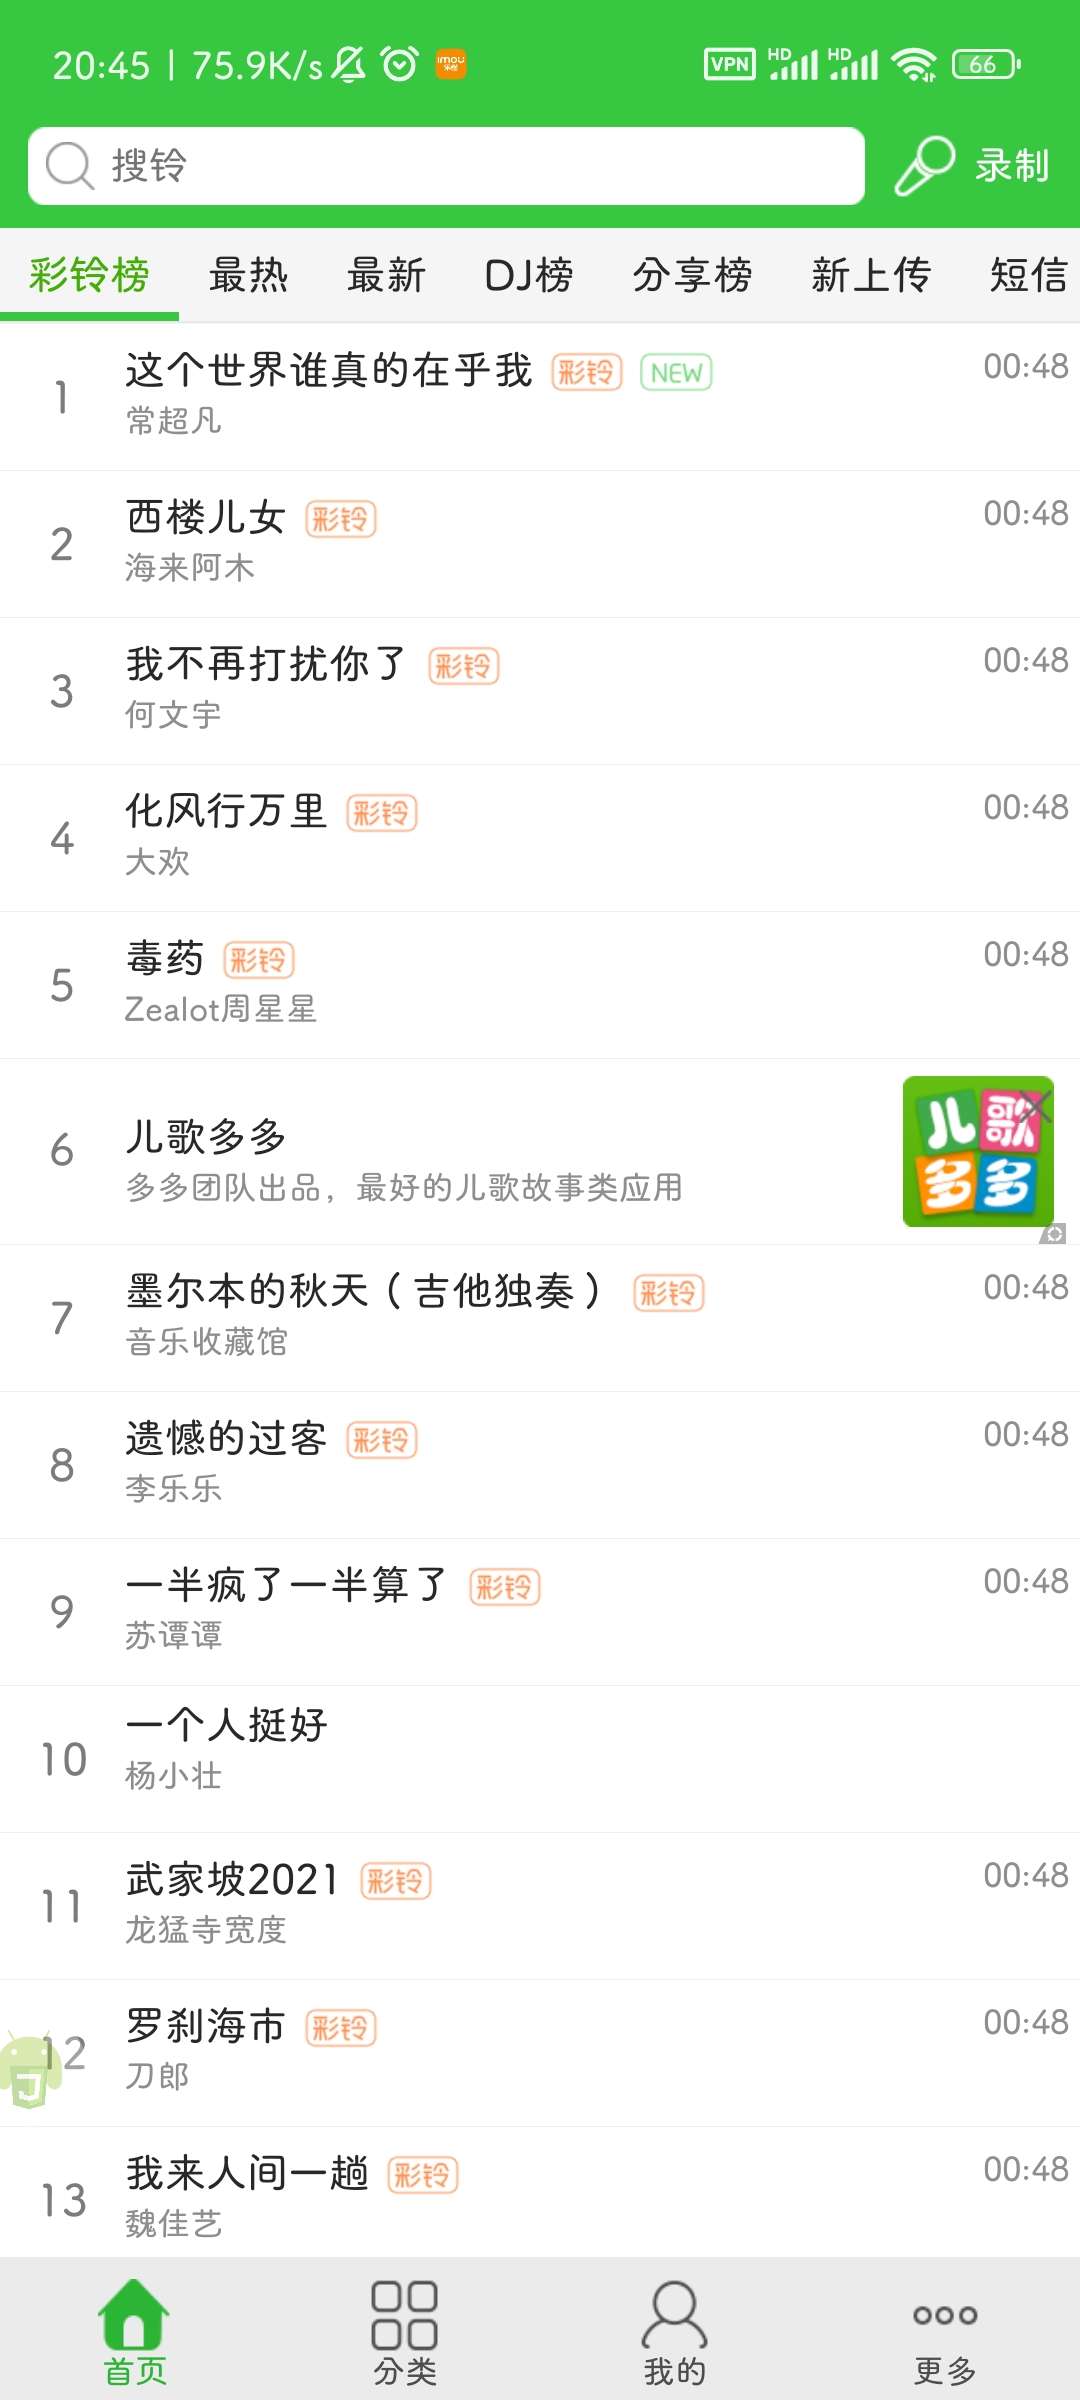 20:45 | 75.9K/s imou 乐橙 VPN HD HD 66
搜铃 录制
彩铃榜 最热 最新 DJ榜 分享榜 新上传 短信
1 这个世界谁真的在乎我 彩铃 NEW 00:48
常超凡
2 西楼儿女 彩铃 00:48
海来阿木
3 我不再打扰你了 彩铃 00:48
何文宇
4 化风行万里 彩铃 00:48
大欢
5 毒药 彩铃 00:48
Zealot周星星
6 儿歌多多 儿歌
多多团队出品，最好的儿歌故事类应用 多多
7 墨尔本的秋天（吉他独奏） 彩铃 00:48
音乐收藏馆
8 遗憾的过客 彩铃 00:48
李乐乐
9 一半疯了一半算了 彩铃 00:48
苏谭谭
10 一个人挺好
杨小壮
11 武家坡2021 彩铃 00:48
龙猛寺宽度
12 罗刹海市 彩铃 00:48
刀郎
13 我来人间一趟 彩铃 00:48
魏佳艺
首页 分类 我的 更多